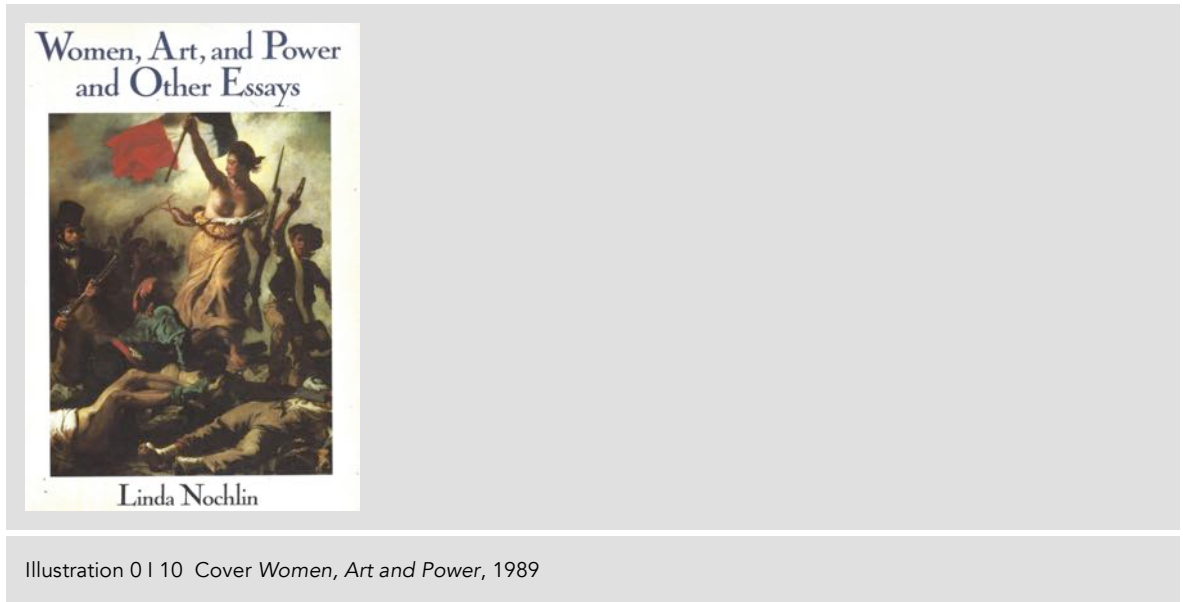 Women, Art, and Power
and Other Essays
Linda Nochlin
Illustration 0 I 10 Cover Women, Art and Power, 1989